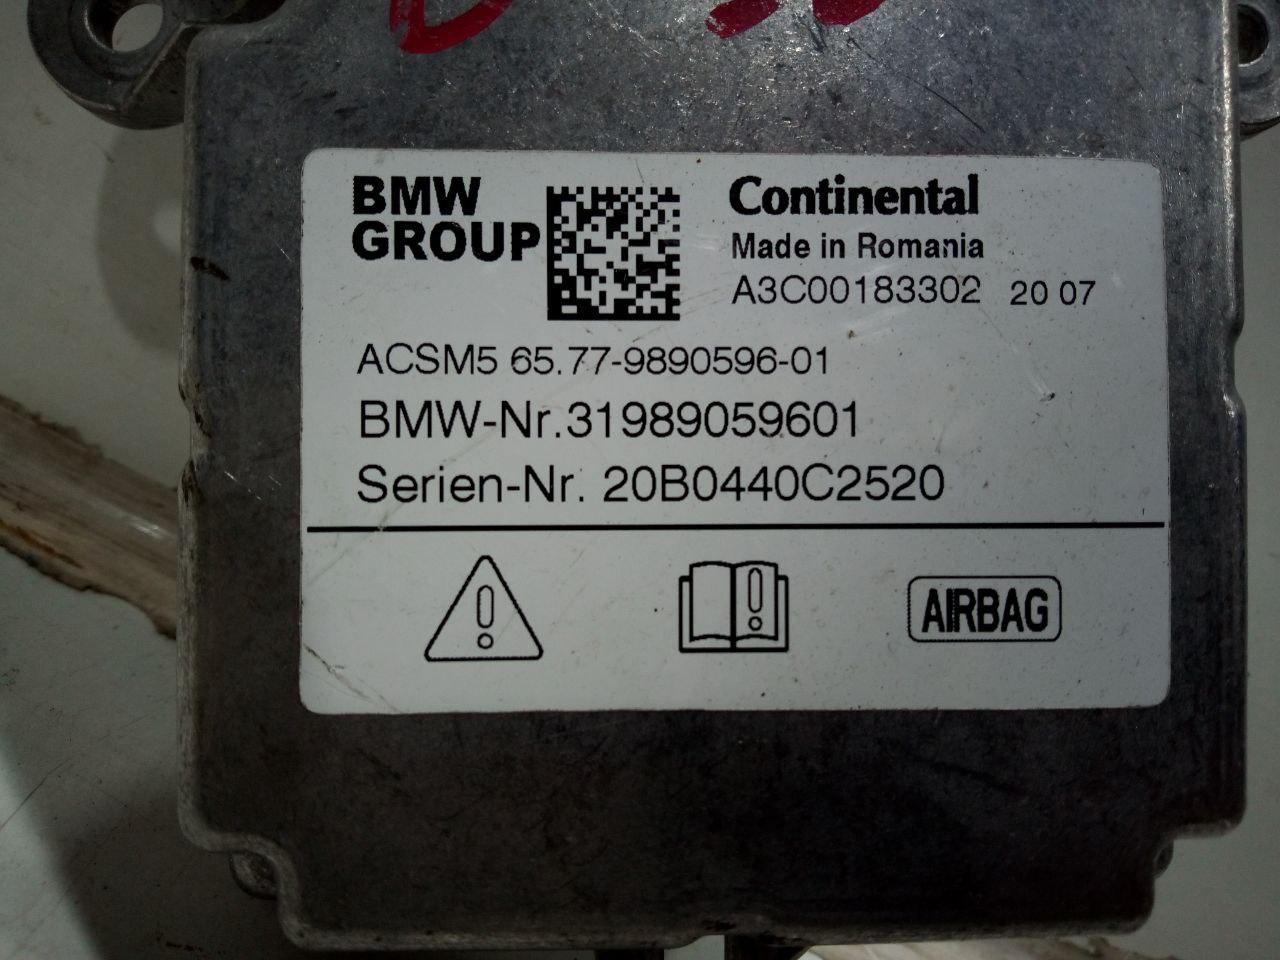 BMW
GROUP
Continental
Made in Romania
A3C00183302 20 07
ACSM5 65.77-9890596-01
BMW-Nr.31989059601
Serien-Nr. 20B0440C2520
AIRBAG